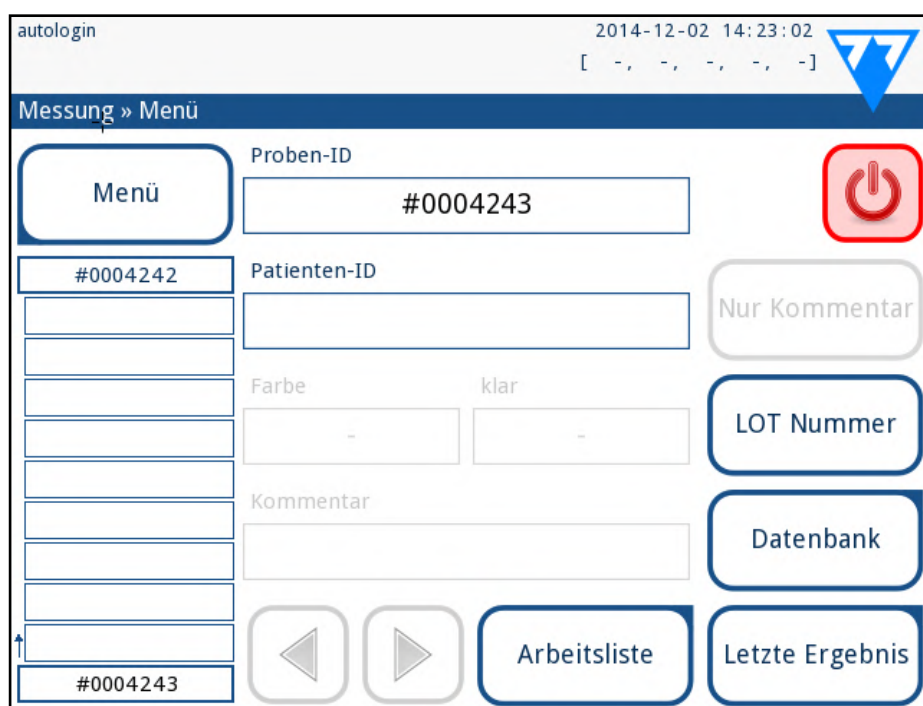 autologin
2014-12-02 14:23:02
[ -, -, -, -, -]
Messung » Menü
Menü
Proben-ID
#0004243
#0004242
Patienten-ID
Nur Kommentar
Farbe
klar
-
-
LOT Nummer
Kommentar
Datenbank
Arbeitsliste
Letzte Ergebnis
#0004243